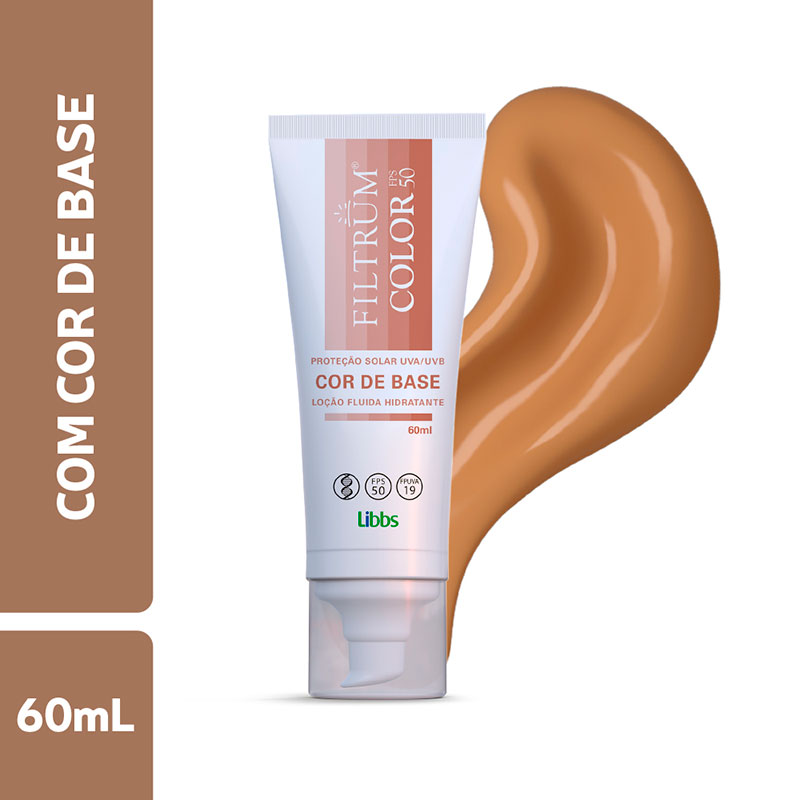 COM COR DE BASE
60mL
FILTRUM®
COLOR FPS 50
PROTEÇÃO SOLAR UVA/UVB
COR DE BASE
LOÇÃO FLUIDA HIDRATANTE
60ml
FPS
50
FPUVA
19
Libbs